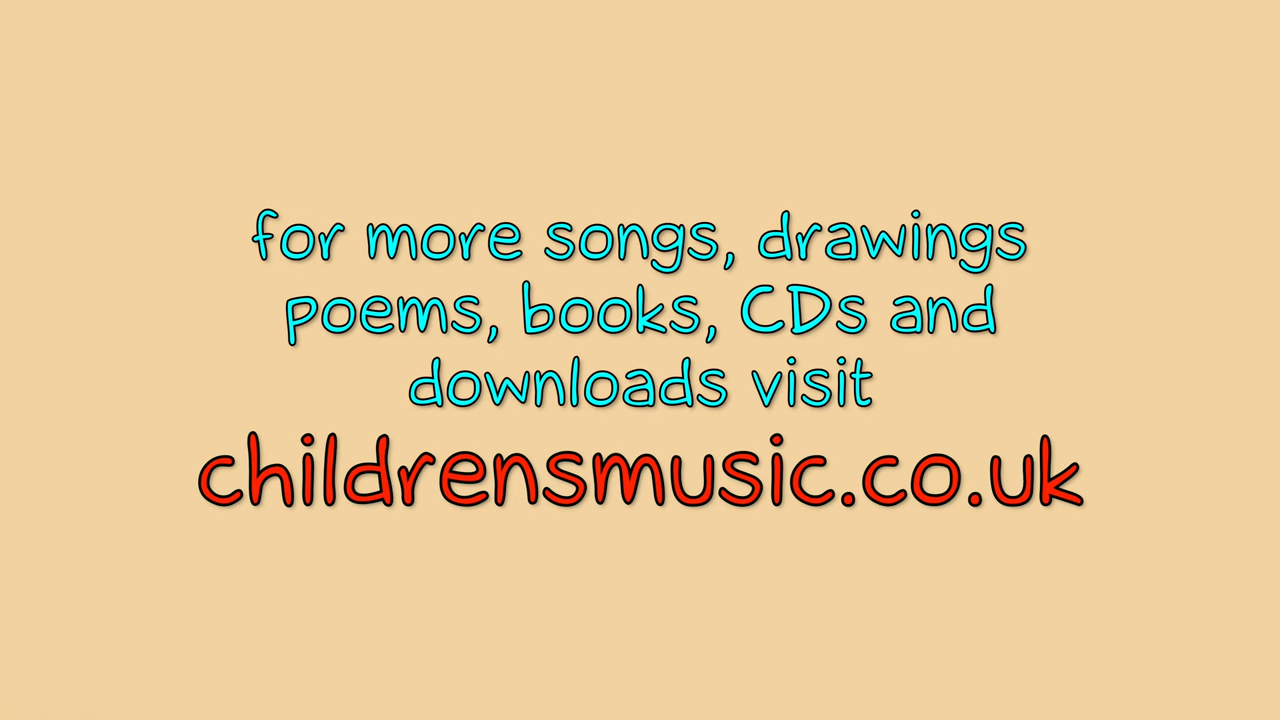 for more songs, drawings
poems, books, CDs and
downloads visit
childrensmusic.co.uk